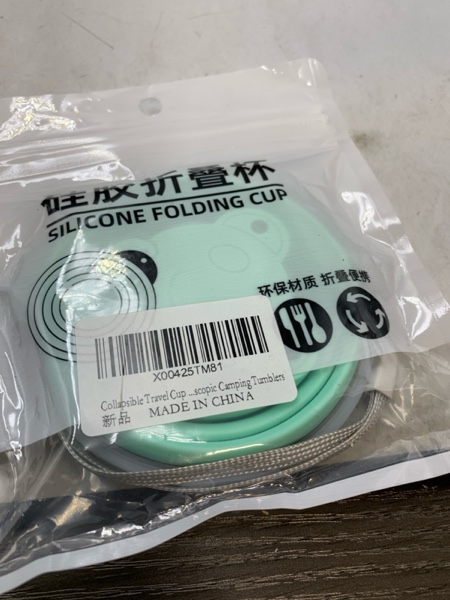 硅胶折叠杯
SILICONE FOLDING CUP
环保材质 折叠便携
X00425TM81
Collapsible Travel Cup ...scopic Camping Tumblers
新品 MADE IN CHINA